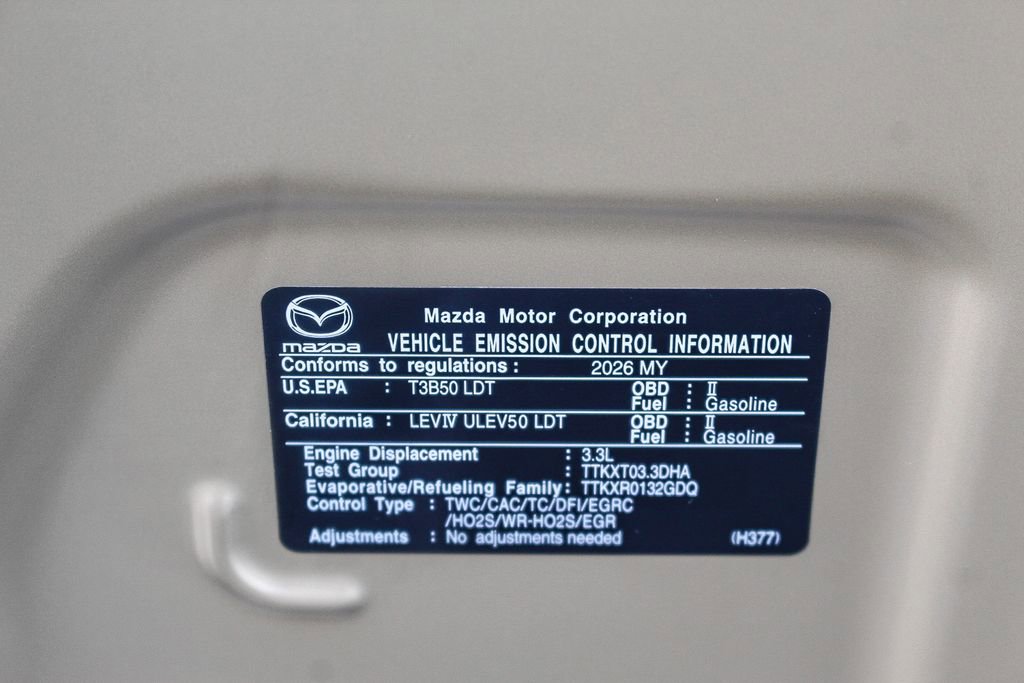 Mazda Motor Corporation
mazda VEHICLE EMISSION CONTROL INFORMATION
Conforms to regulations : 2026 MY
U.S.EPA : T3B50 LDT OBD : II
Fuel : Gasoline
California : LEVIV ULEV50 LDT OBD : II
Fuel : Gasoline
Engine Displacement : 3.3L
Test Group : TTKXT03.3DHA
Evaporative/Refueling Family : TTKXR0132GDQ
Control Type : TWC/CAC/TC/DFI/EGRC
/HO2S/WR-HO2S/EGR
Adjustments : No adjustments needed (H377)